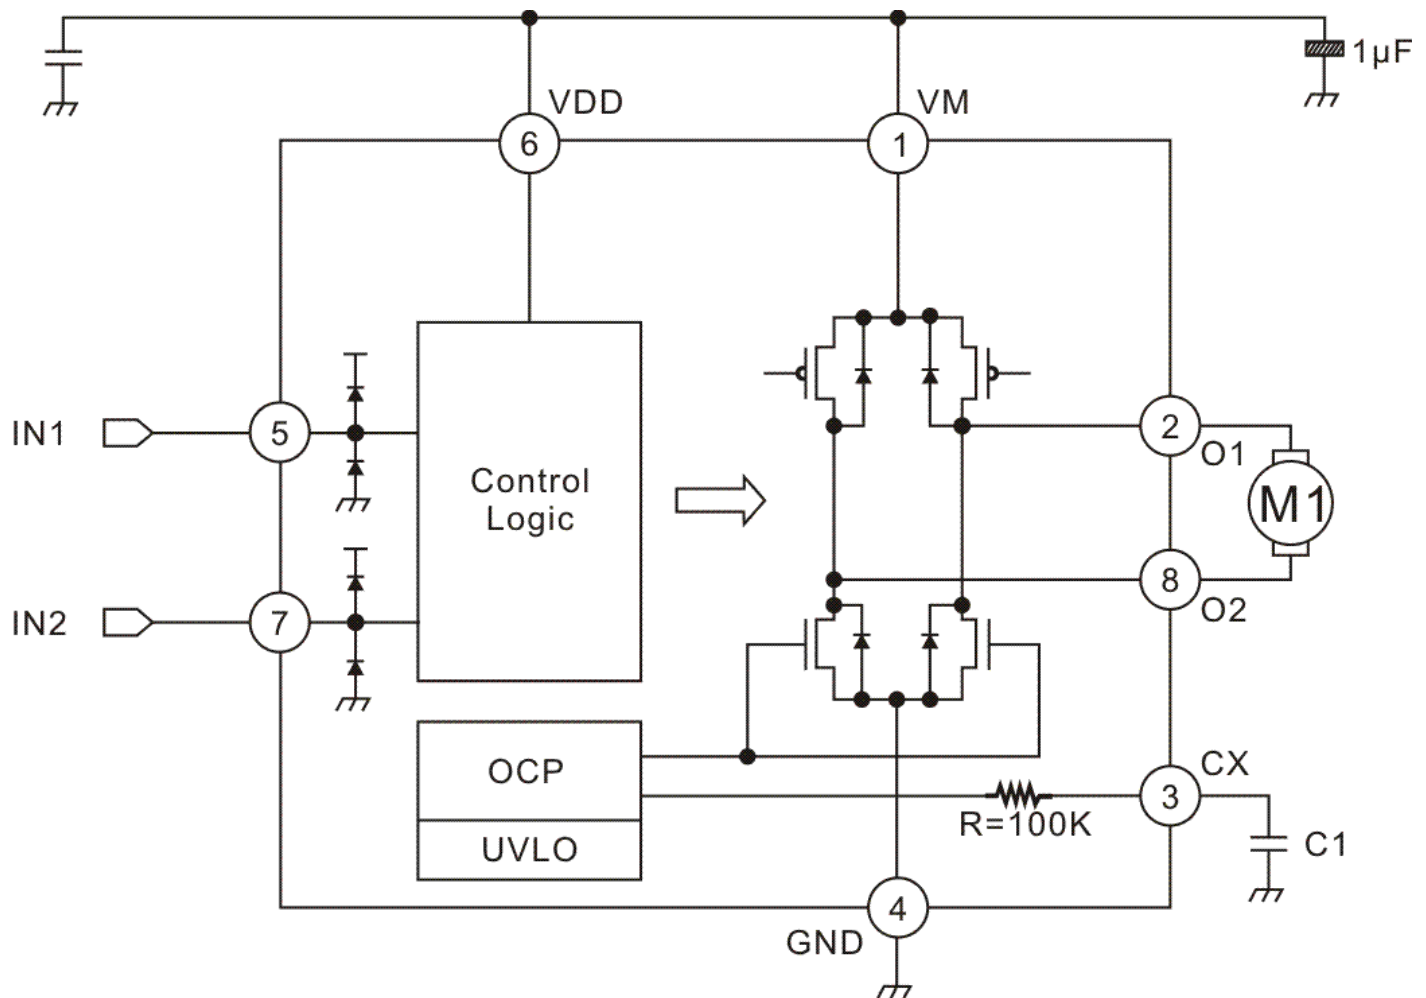 1µF
VDD
VM
6
1
IN1
5
2
O1
M1
Control
Logic
8
O2
IN2
7
OCP
CX
3
R=100K
UVLO
C1
4
GND